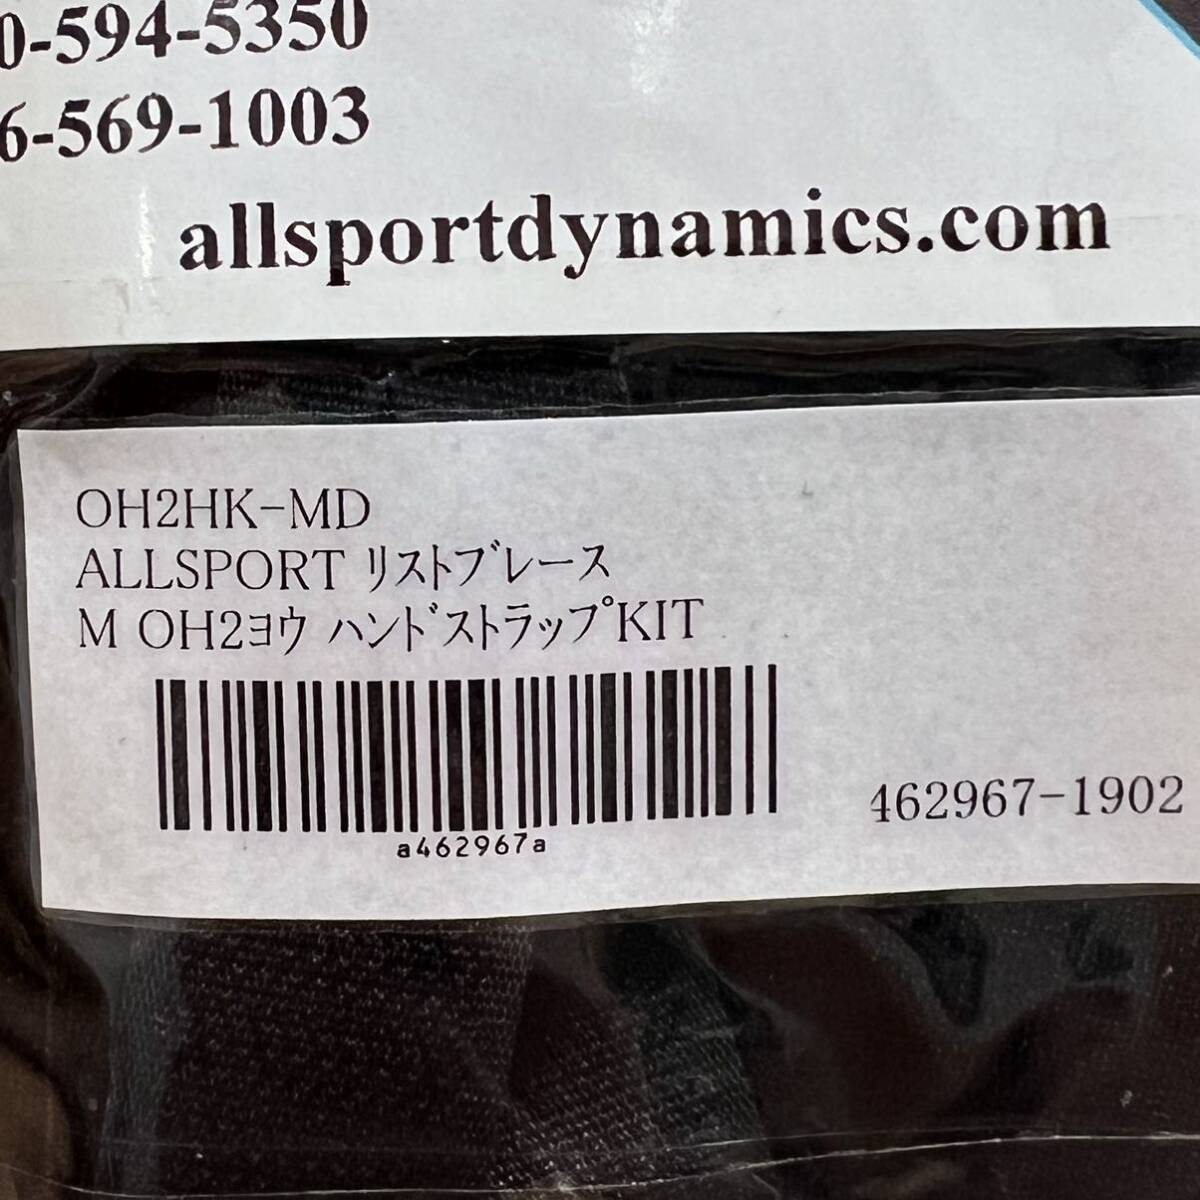 0-594-5350
6-569-1003
allsportdynamics.com
OH2HK-MD
ALLSPORT ﾘｽﾄﾌﾞﾚｰｽ
M OH2ﾖｳ ﾊﾝﾄﾞｽﾄﾗｯﾌﾟKIT
a462967a
462967-1902